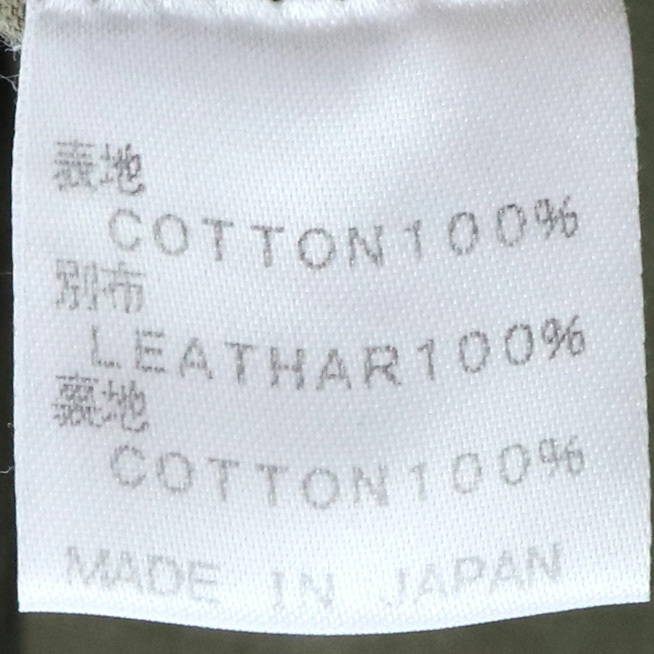 表地
COTTON100%
別布
LEATHAR100%
裏地
COTTON100%
MADE IN JAPAN